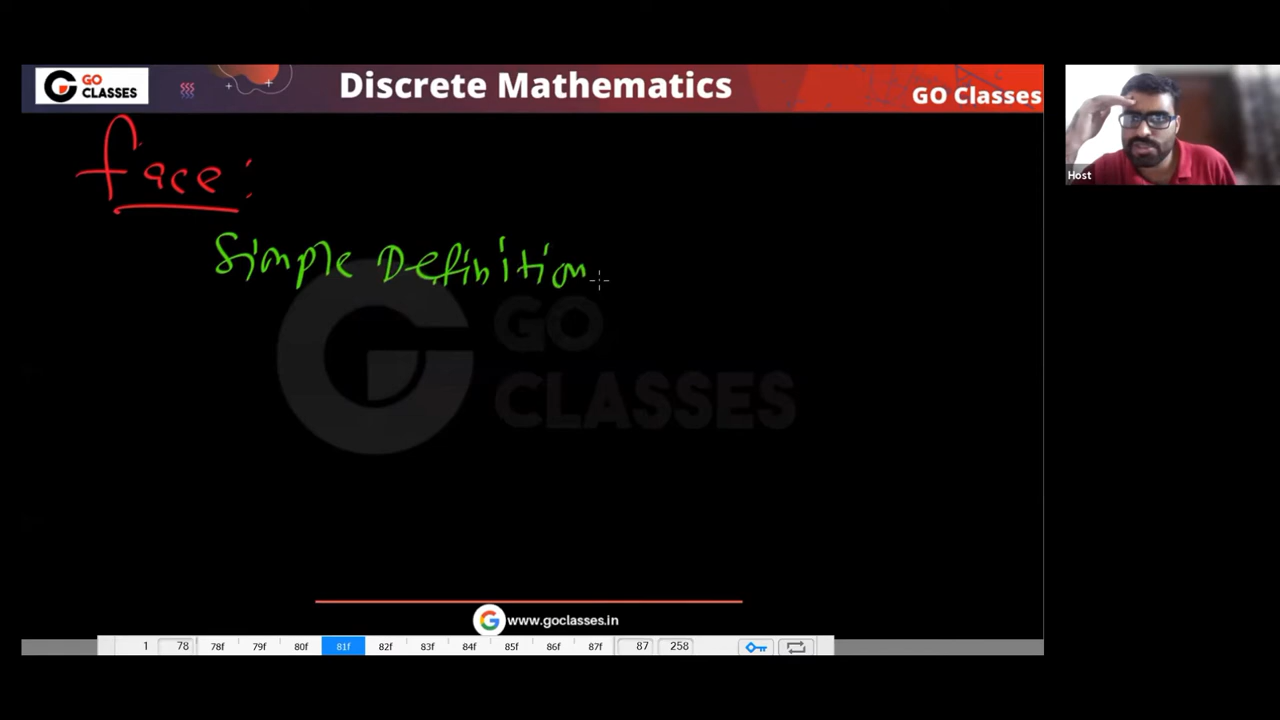 GO CLASSES
Discrete Mathematics
GO Classes
face:
Simple Definition
GO
CLASSES
Host
www.goclasses.in
1 78 78f 79f 80f 81f 82f 83f 84f 85f 86f 87f 87 258